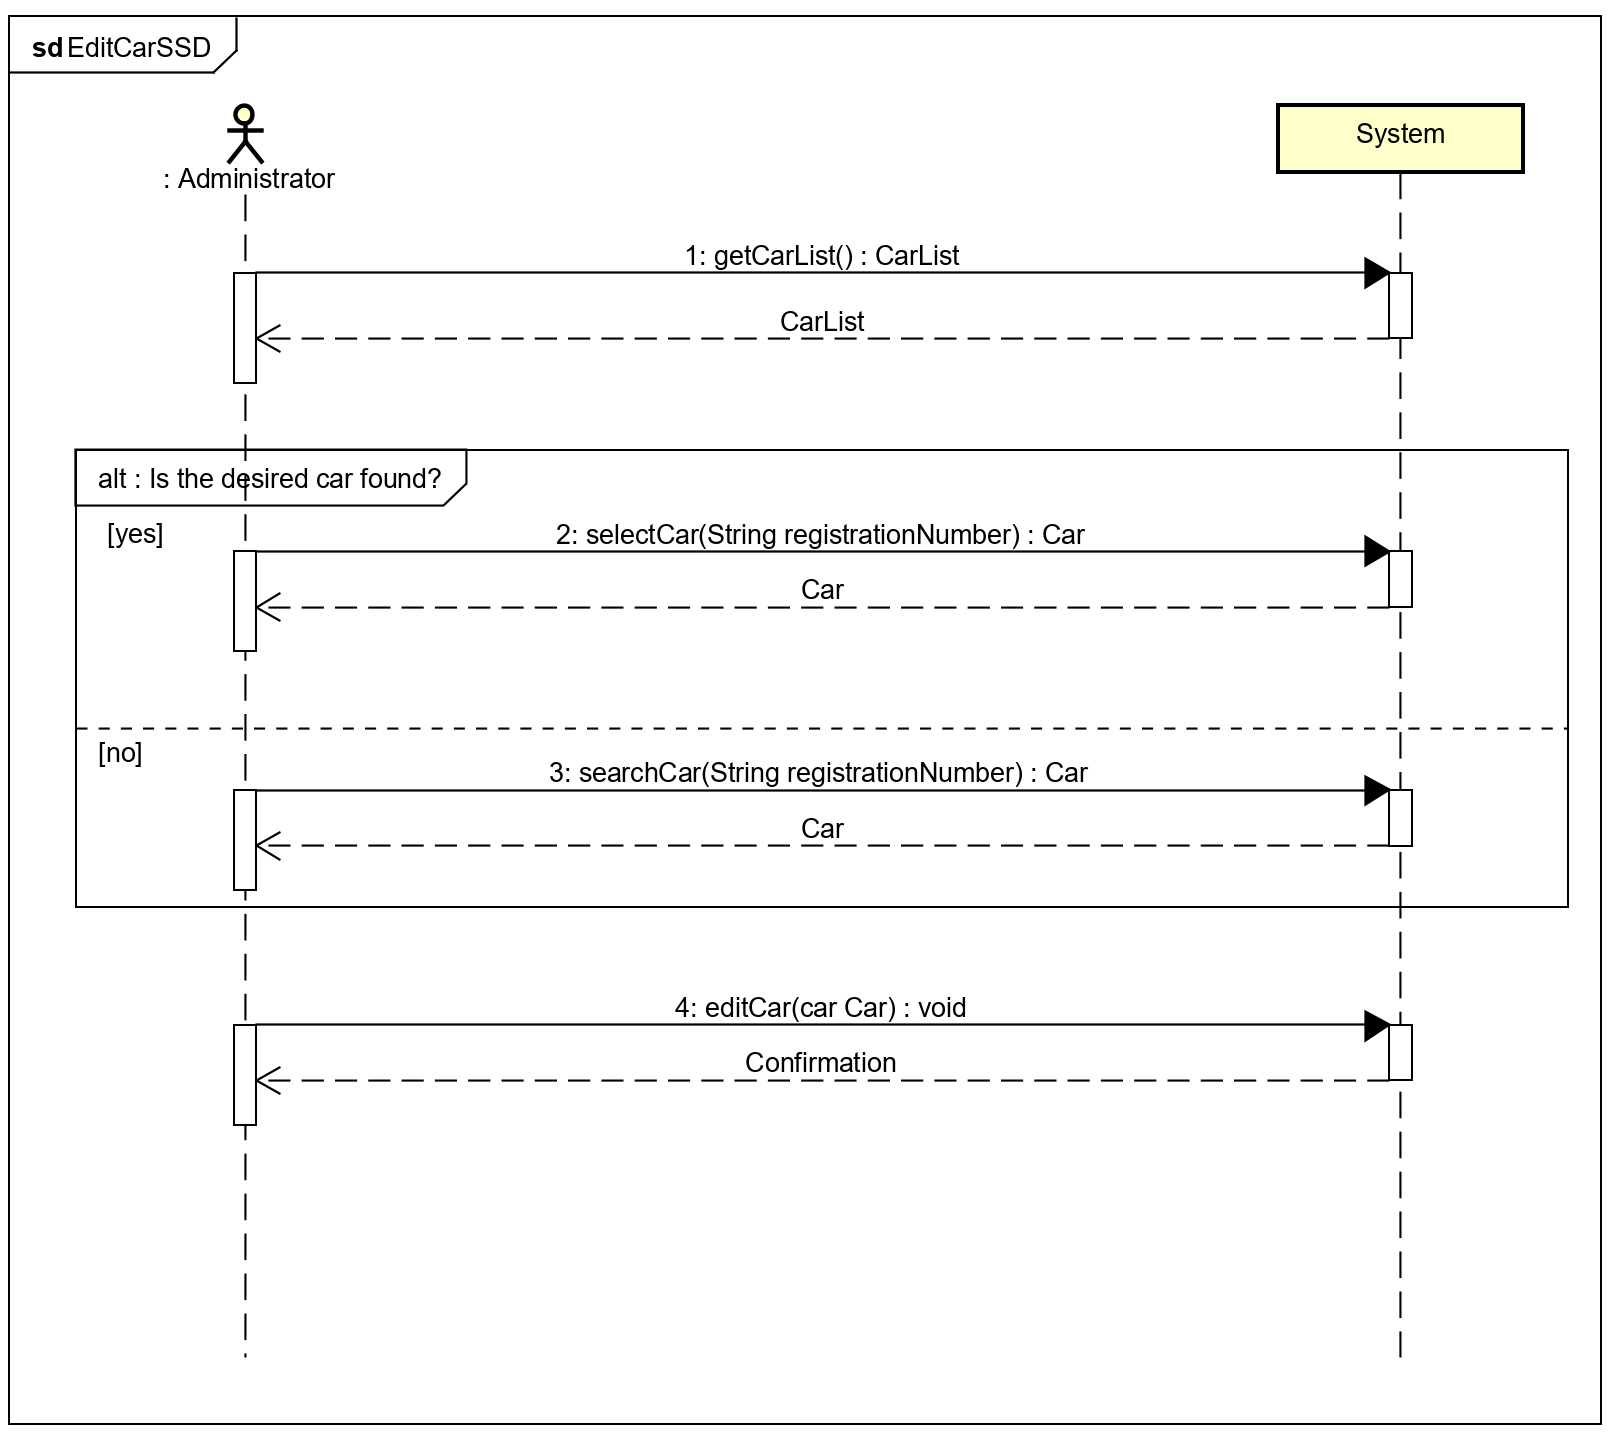 sd EditCarSSD
: Administrator
System
1: getCarList() : CarList
CarList
alt : Is the desired car found?
[yes]
2: selectCar(String registrationNumber) : Car
Car
[no]
3: searchCar(String registrationNumber) : Car
Car
4: editCar(car Car) : void
Confirmation